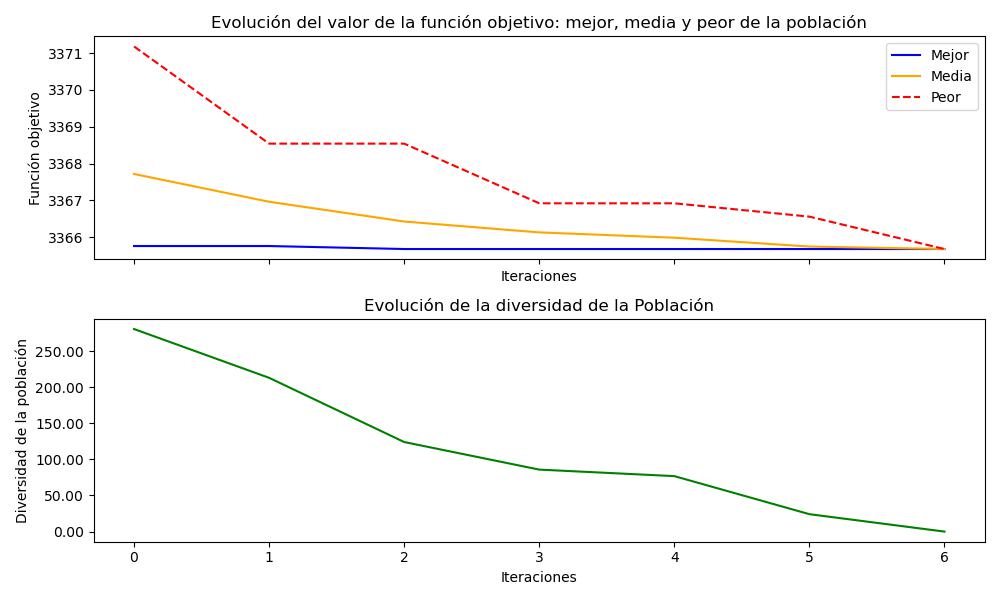 Evolución del valor de la función objetivo: mejor, media y peor de la población
3371
3370
3369
3368
3367
3366
Función objetivo
Mejor
Media
Peor
Iteraciones
Evolución de la diversidad de la Población
250.00
200.00
150.00
100.00
50.00
0.00
Diversidad de la población
0 1 2 3 4 5 6
Iteraciones